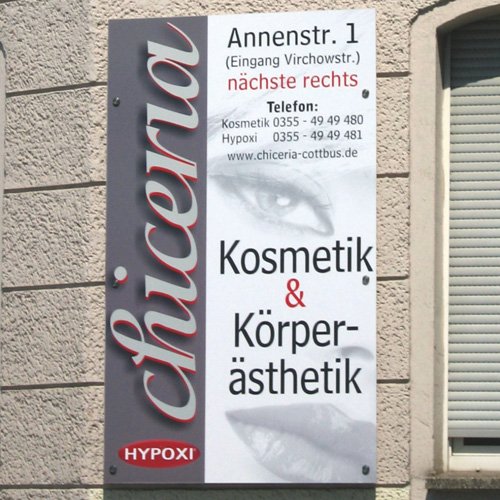 chiceria
HYPOXI
Annenstr. 1
(Eingang Virchowstr.)
nächste rechts
Telefon:
Kosmetik 0355 - 49 49 480
Hypoxi 0355 - 49 49 481
www.chiceria-cottbus.de
Kosmetik
&
Körper-
ästhetik